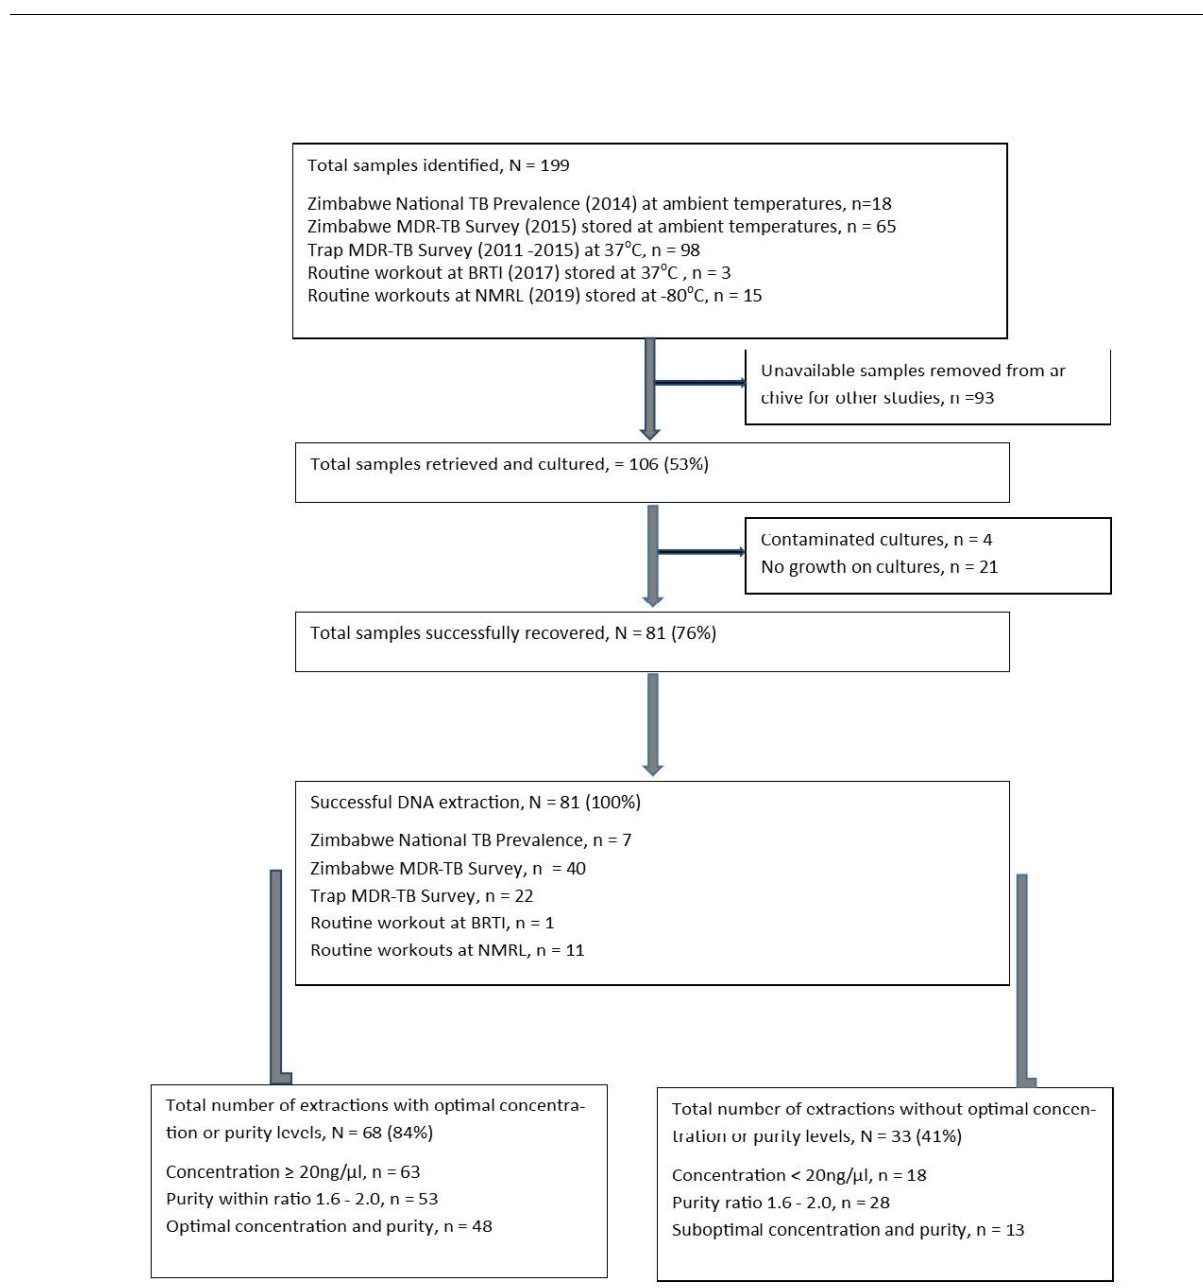 Total samples identified, N = 199
Zimbabwe National TB Prevalence (2014) at ambient temperatures, n=18
Zimbabwe MDR-TB Survey (2015) stored at ambient temperatures, n = 65
Trap MDR-TB Survey (2011 -2015) at 37°C, n = 98
Routine workout at BRTI (2017) stored at 37°C , n = 3
Routine workouts at NMRL (2019) stored at -80°C, n = 15
Unavailable samples removed from ar
chive for other studies, n =93
Total samples retrieved and cultured, = 106 (53%)
Contaminated cultures, n = 4
No growth on cultures, n = 21
Total samples successfully recovered, N = 81 (76%)
Successful DNA extraction, N = 81 (100%)
Zimbabwe National TB Prevalence, n = 7
Zimbabwe MDR-TB Survey, n  = 40
Trap MDR-TB Survey, n = 22
Routine workout at BRTI, n = 1
Routine workouts at NMRL, n = 11
Total number of extractions with optimal concentra-
tion or purity levels, N = 68 (84%)
Concentration ≥ 20ng/µl, n = 63
Purity within ratio 1.6 - 2.0, n = 53
Optimal concentration and purity, n = 48
Total number of extractions without optimal concen-
tration or purity levels, N = 33 (41%)
Concentration < 20ng/µl, n = 18
Purity ratio 1.6 - 2.0, n = 28
Suboptimal concentration and purity, n = 13